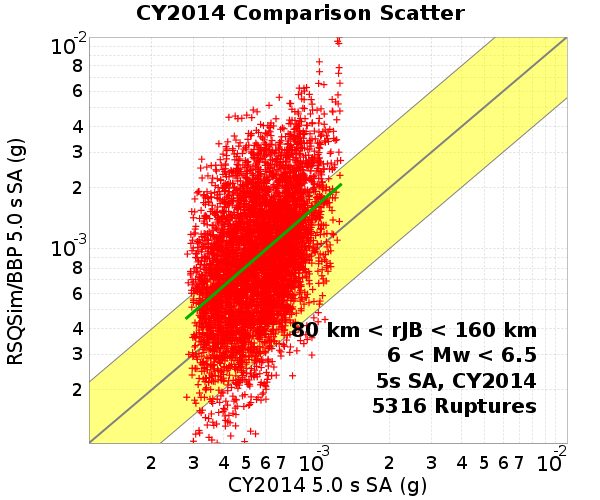 CY2014 Comparison Scatter
10-2
8
6
4
3
2
10-3
8
6
4
3
2
RSQSim/BBP 5.0 s SA (g)
80 km < rJB < 160 km
6 < Mw < 6.5
5s SA, CY2014
5316 Ruptures
2 3 4 5 6 7 10-3 2 3 4 5 6 7 10-2
CY2014 5.0 s SA (g)